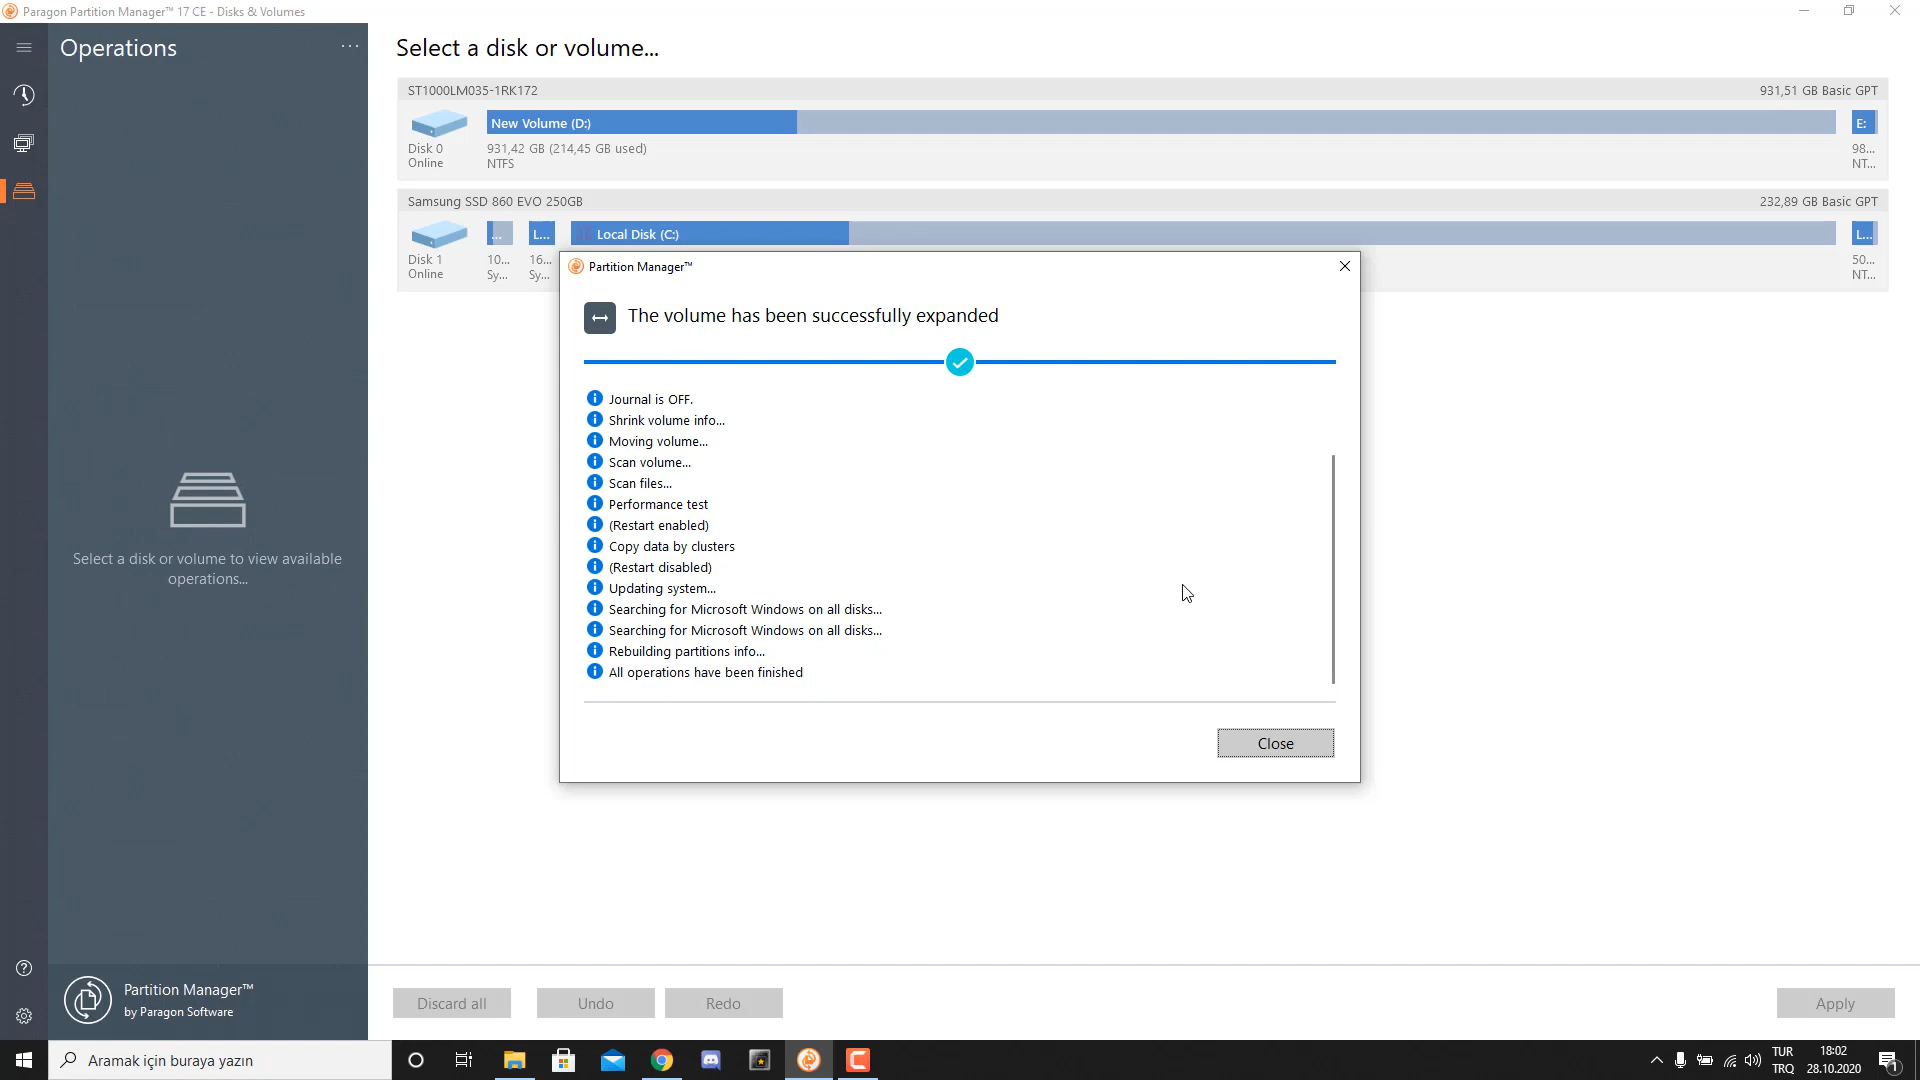 Paragon Partition Manager™ 17 CE - Disks & Volumes
Operations
...
Select a disk or volume...
ST1000LM035-1RK172
931,51 GB Basic GPT
New Volume (D:)
E:
Disk 0
Online
931,42 GB (214,45 GB used)
NTFS
98...
NT...
Samsung SSD 860 EVO 250GB
232,89 GB Basic GPT
...
L...
Local Disk (C:)
L...
Disk 1
Online
10...
Sy...
16...
Sy...
50...
NT...
Partition Manager™
The volume has been successfully expanded
Journal is OFF.
Shrink volume info...
Moving volume...
Scan volume...
Scan files...
Performance test
(Restart enabled)
Copy data by clusters
(Restart disabled)
Updating system...
Searching for Microsoft Windows on all disks...
Searching for Microsoft Windows on all disks...
Rebuilding partitions info...
All operations have been finished
Close
Select a disk or volume to view available
operations...
Partition Manager™
by Paragon Software
Discard all
Undo
Redo
Apply
Aramak için buraya yazın
TUR
TRQ
18:02
28.10.2020
1